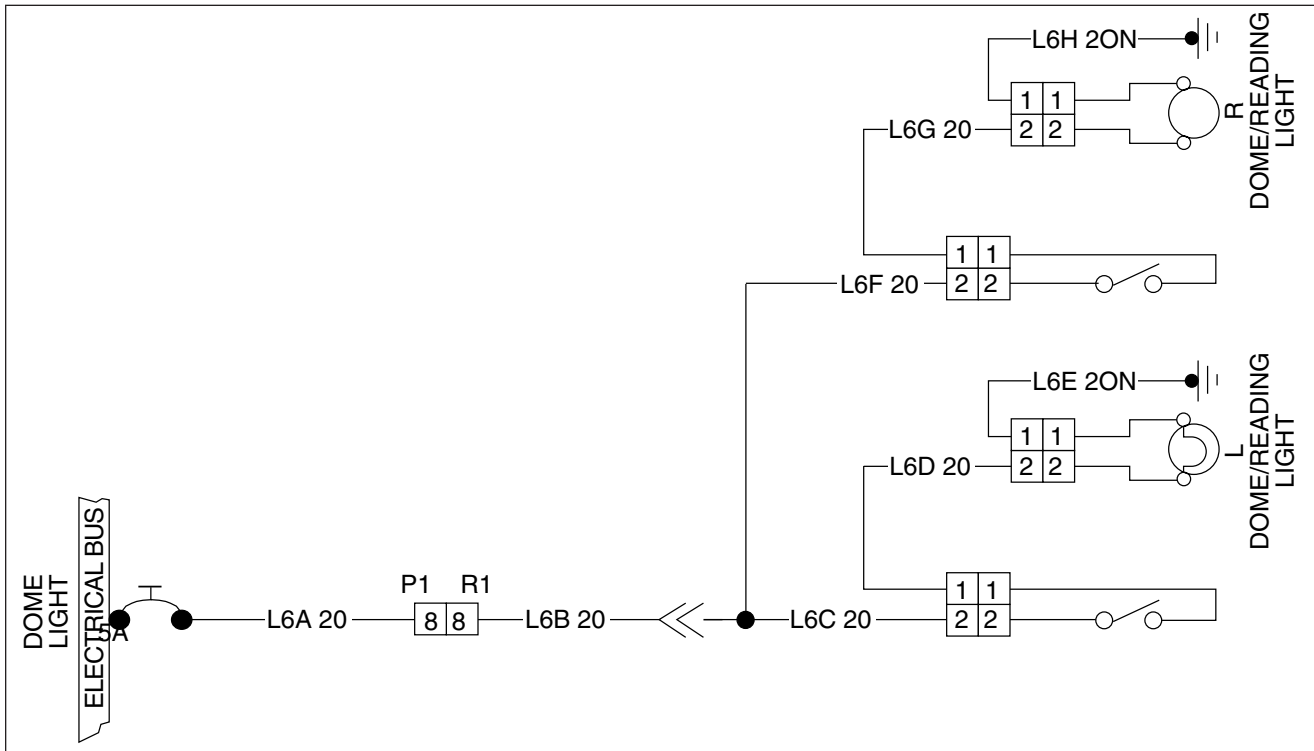 L6H 2ON
1 1
2 2
L6G 20
R
DOME/READING
LIGHT
1 1
2 2
L6F 20
L6E 2ON
1 1
2 2
L6D 20
L
DOME/READING
LIGHT
DOME
LIGHT
ELECTRICAL BUS
5A
L6A 20
P1 R1
8 8
L6B 20
L6C 20
1 1
2 2